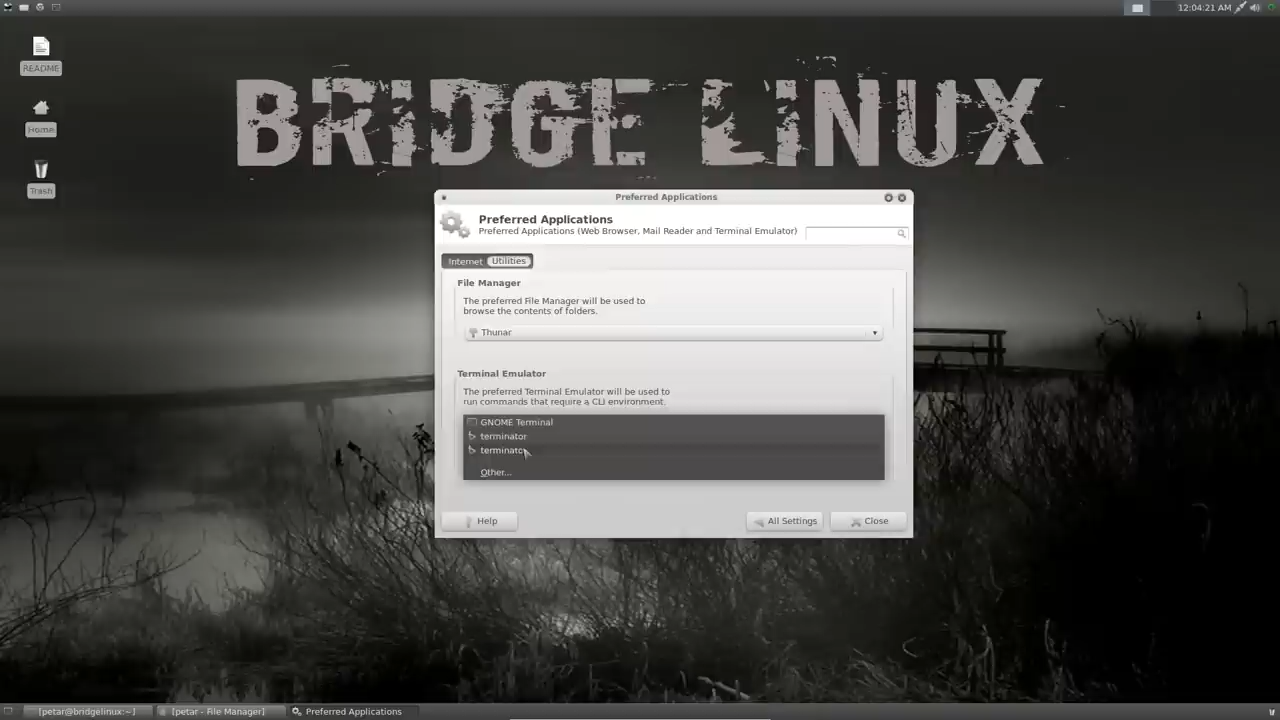 12:04:21 AM
README
Home
Trash
BRIDGE LINUX
Preferred Applications
Preferred Applications
Preferred Applications (Web Browser, Mail Reader and Terminal Emulator)
Internet Utilities
File Manager
The preferred File Manager will be used to
browse the contents of folders.
Thunar
Terminal Emulator
The preferred Terminal Emulator will be used to
run commands that require a CLI environment.
GNOME Terminal
terminator
terminator
Other...
Help All Settings Close
[petar@bridgelinux:~] [petar - File Manager] Preferred Applications